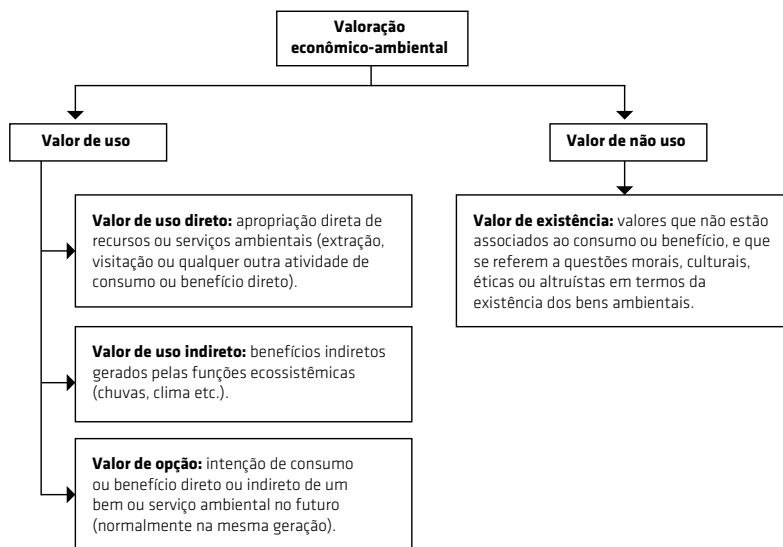 Valoração
econômico-ambiental
Valor de uso
Valor de não uso
Valor de uso direto: apropriação direta de
recursos ou serviços ambientais (extração,
visitação ou qualquer outra atividade de
consumo ou benefício direto).
Valor de existência: valores que não estão
associados ao consumo ou benefício, e que
se referem a questões morais, culturais,
éticas ou altruístas em termos da
existência dos bens ambientais.
Valor de uso indireto: benefícios indiretos
gerados pelas funções ecossistêmicas
(chuvas, clima etc.).
Valor de opção: intenção de consumo
ou benefício direto ou indireto de um
bem ou serviço ambiental no futuro
(normalmente na mesma geração).